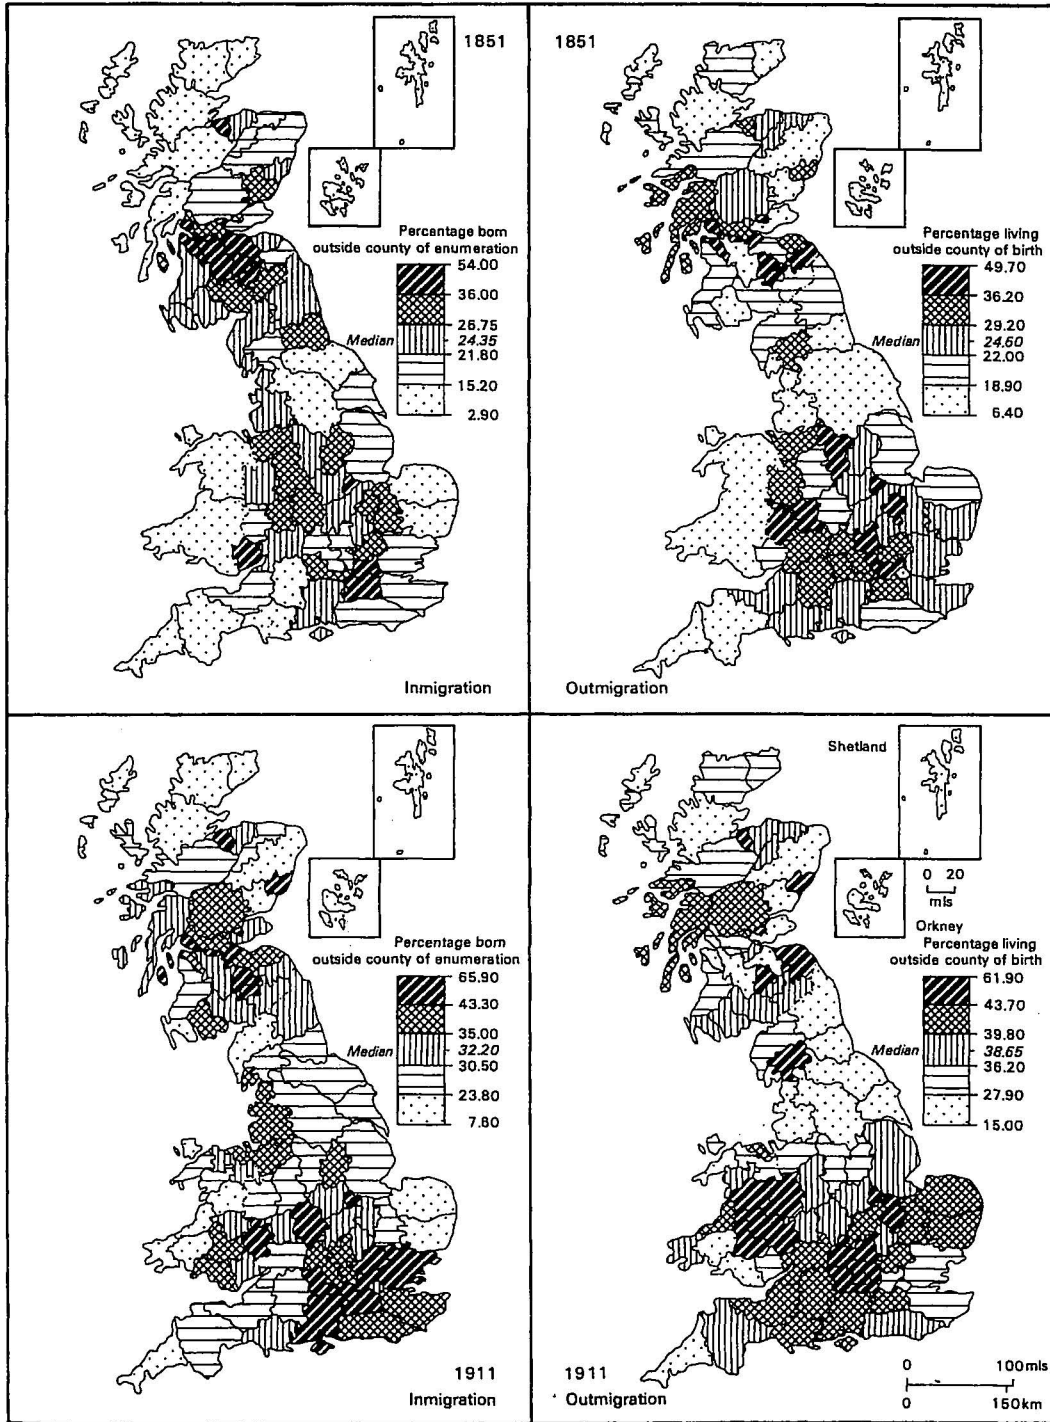 1851
Percentage born
outside county of enumeration
54.00
36.00
26.75
Median 24.35
21.80
15.20
2.90
Inmigration
1851
Percentage living
outside county of birth
49.70
36.20
29.20
Median 24.60
22.00
18.90
6.40
Outmigration
Percentage born
outside county of enumeration
65.90
43.30
35.00
Median 32.20
30.50
23.80
7.80
1911
Inmigration
Shetland
0 20
mls
Orkney
Percentage living
outside county of birth
61.90
43.70
39.80
Median 38.65
36.20
27.90
15.00
1911
Outmigration
0 100mls
0 150km